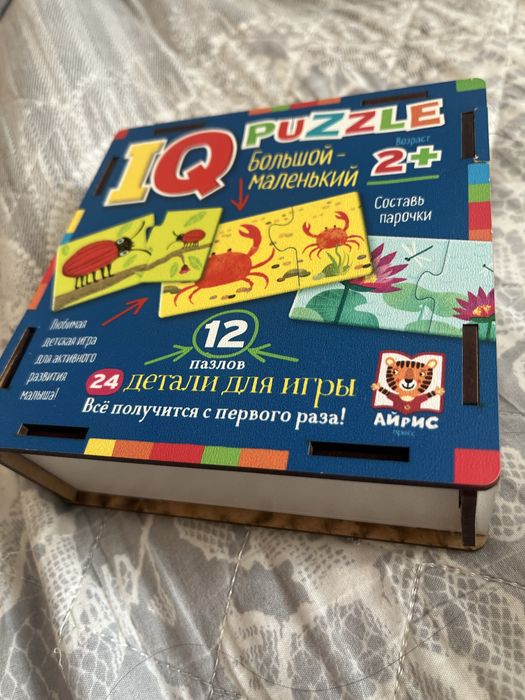 IQ PUZZLE
Большой-
маленький
Возраст
2+
Составь
парочки
Любимая
детская игра
для активного
развития
малыша!
12
пазлов
24 детали для игры
Всё получится с первого раза!
АЙРИС
пресс